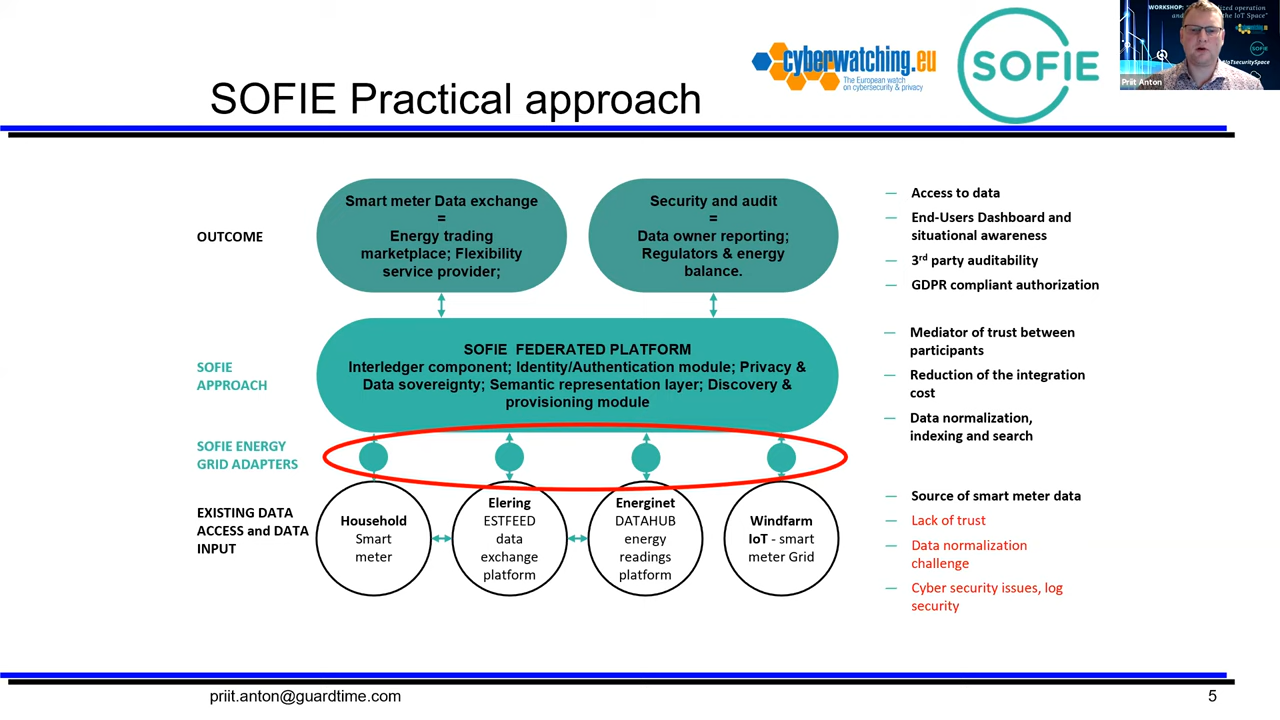 SOFIE Practical approach
cyberwatching.eu
The European watch
on cybersecurity & privacy
SOFIE
WORKSHOP:
Priit Anton
OUTCOME
Smart meter Data exchange
=
Energy trading
marketplace; Flexibility
service provider;
Security and audit
=
Data owner reporting;
Regulators & energy
balance.
— Access to data
— End-Users Dashboard and
situational awareness
— 3rd party auditability
— GDPR compliant authorization
SOFIE
APPROACH
SOFIE FEDERATED PLATFORM
Interledger component; Identity/Authentication module; Privacy &
Data sovereignty; Semantic representation layer; Discovery &
provisioning module
— Mediator of trust between
participants
— Reduction of the integration
cost
— Data normalization,
indexing and search
SOFIE ENERGY
GRID ADAPTERS
EXISTING DATA
ACCESS and DATA
INPUT
Household
Smart
meter
Elering
ESTFEED
data
exchange
platform
Energinet
DATAHUB
energy
readings
platform
Windfarm
IoT - smart
meter Grid
— Source of smart meter data
— Lack of trust
— Data normalization
challenge
— Cyber security issues, log
security
priit.anton@guardtime.com
5